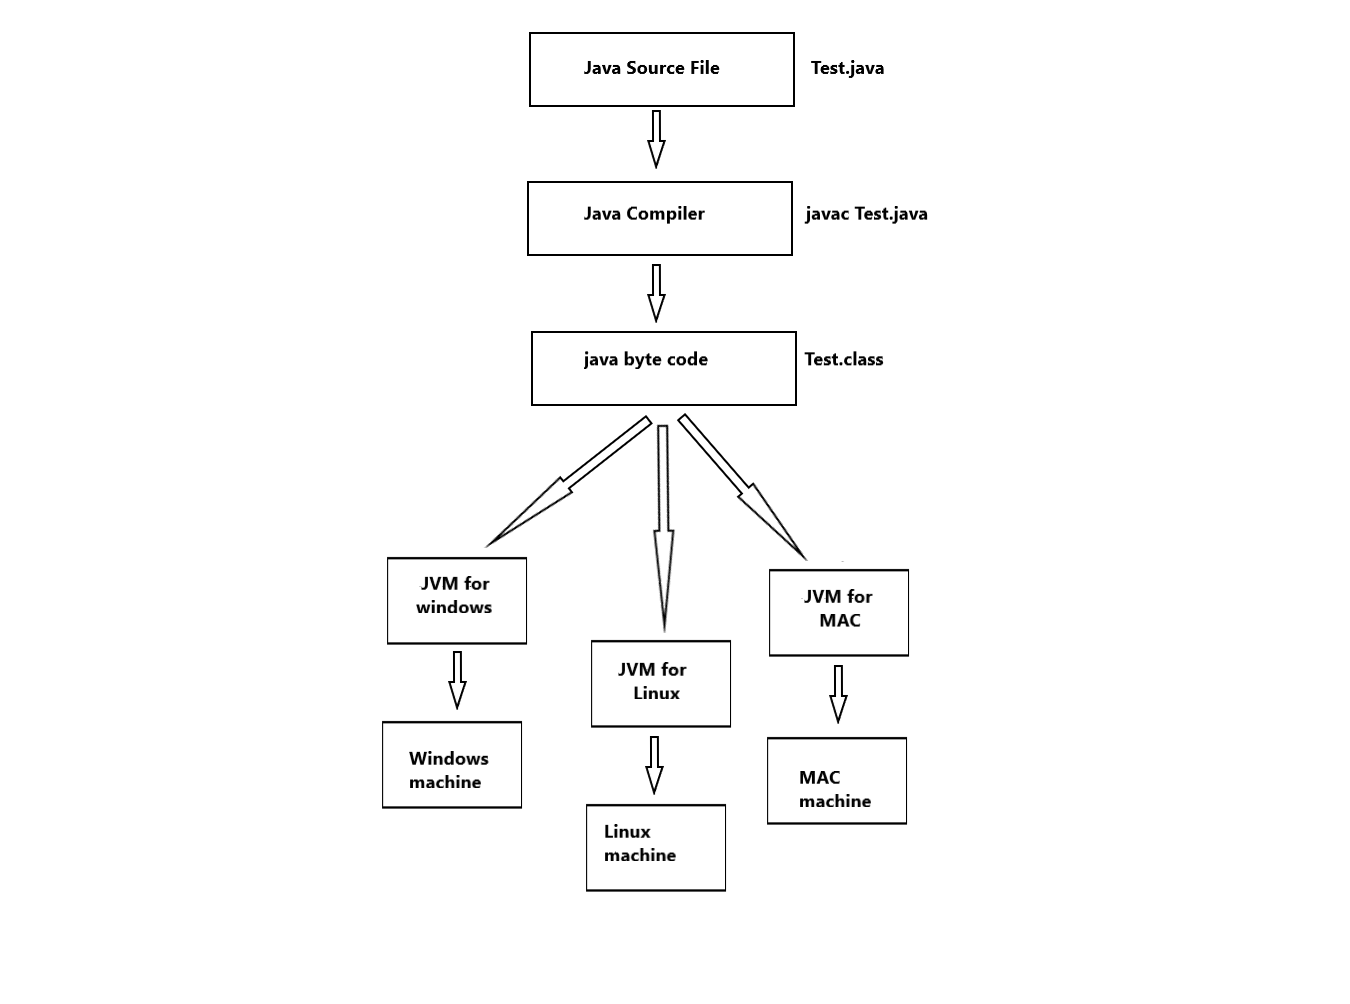 Java Source File
Test.java
Java Compiler
javac Test.java
java byte code
Test.class
JVM for
windows
JVM for
Linux
JVM for
MAC
Windows
machine
Linux
machine
MAC
machine